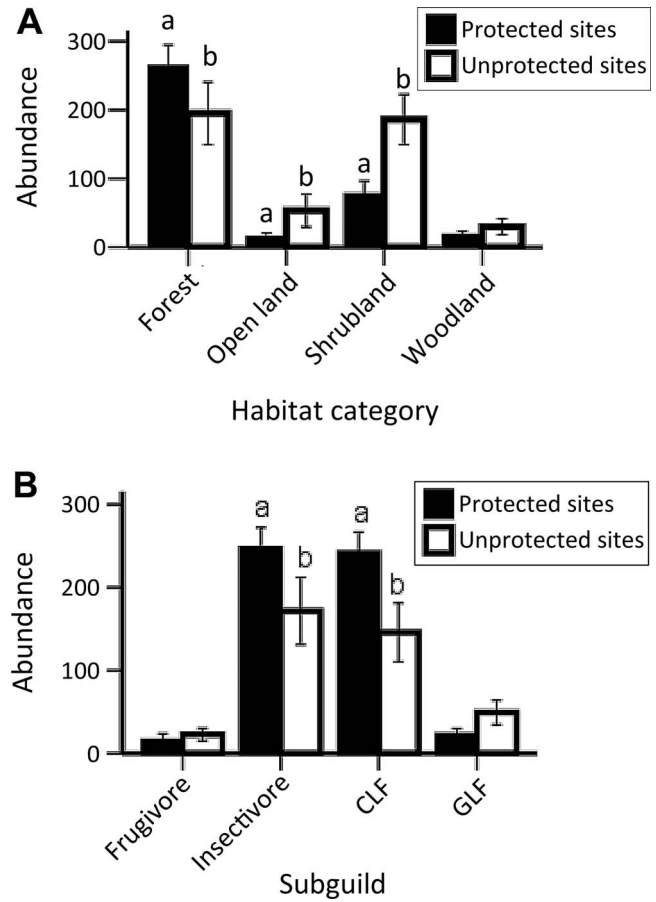 A
Protected sites
Unprotected sites
Abundance
300
200
100
0
a
b
a
b
a
b
Forest
Open land
Shrubland
Woodland
Habitat category
B
Protected sites
Unprotected sites
Abundance
300
200
100
0
a
b
a
b
Frugivore
Insectivore
CLF
GLF
Subguild